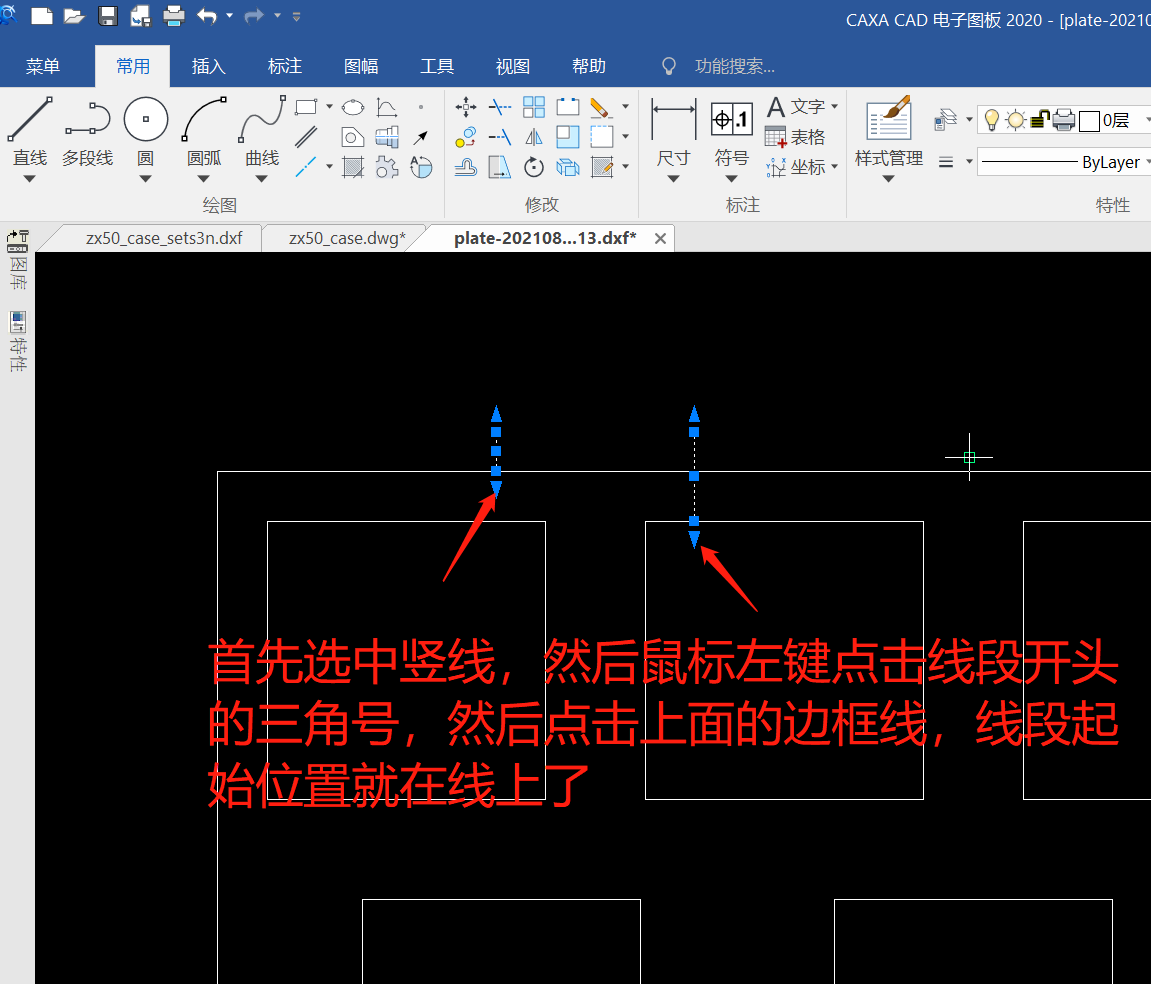 CAXA CAD 电子图板 2020 - [plate-20210
菜单 常用 插入 标注 图幅 工具 视图 帮助 功能搜索...
直线 多段线 圆 圆弧 曲线 尺寸 符号 文字 表格 坐标 样式管理 0层 ByLayer
.1
绘图 修改 标注 特性
zx50_case_sets3n.dxf zx50_case.dwg* plate-202108...13.dxf*
图库
特性
首先选中竖线，然后鼠标左键点击线段开头
的三角号，然后点击上面的边框线，线段起
始位置就在线上了